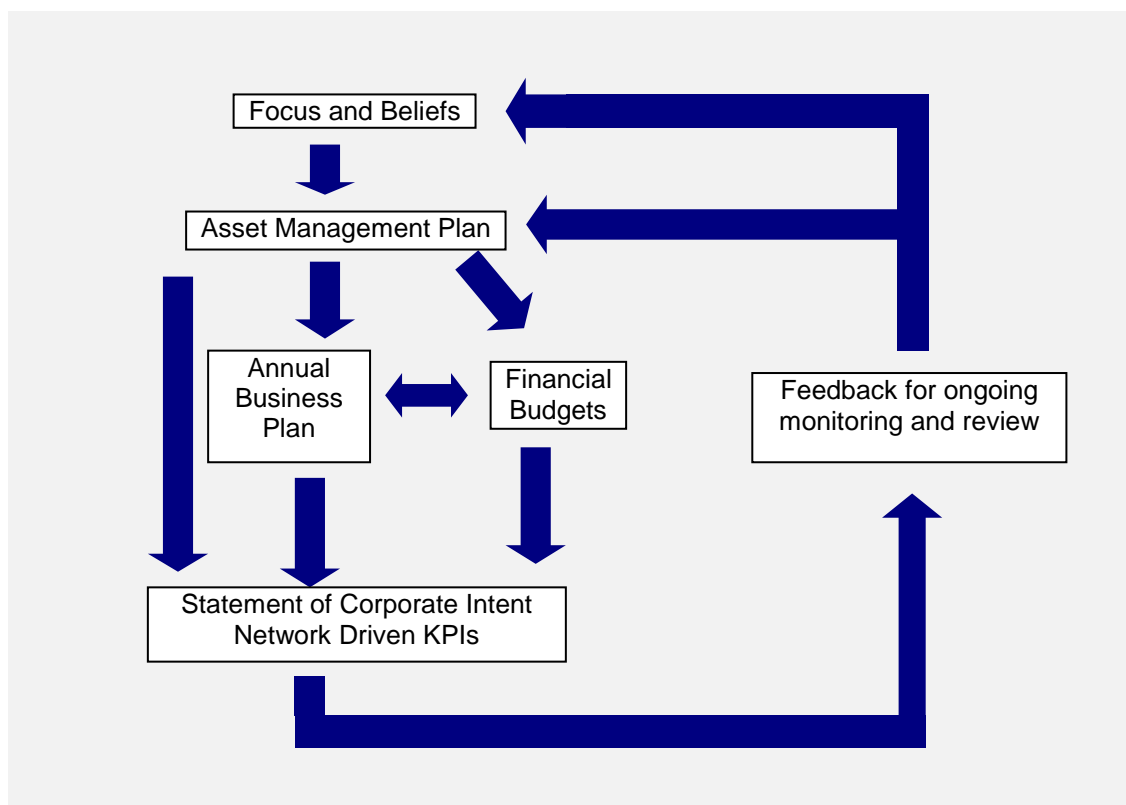 Focus and Beliefs
Asset Management Plan
Annual
Business
Plan
Financial
Budgets
Feedback for ongoing
monitoring and review
Statement of Corporate Intent
Network Driven KPIs